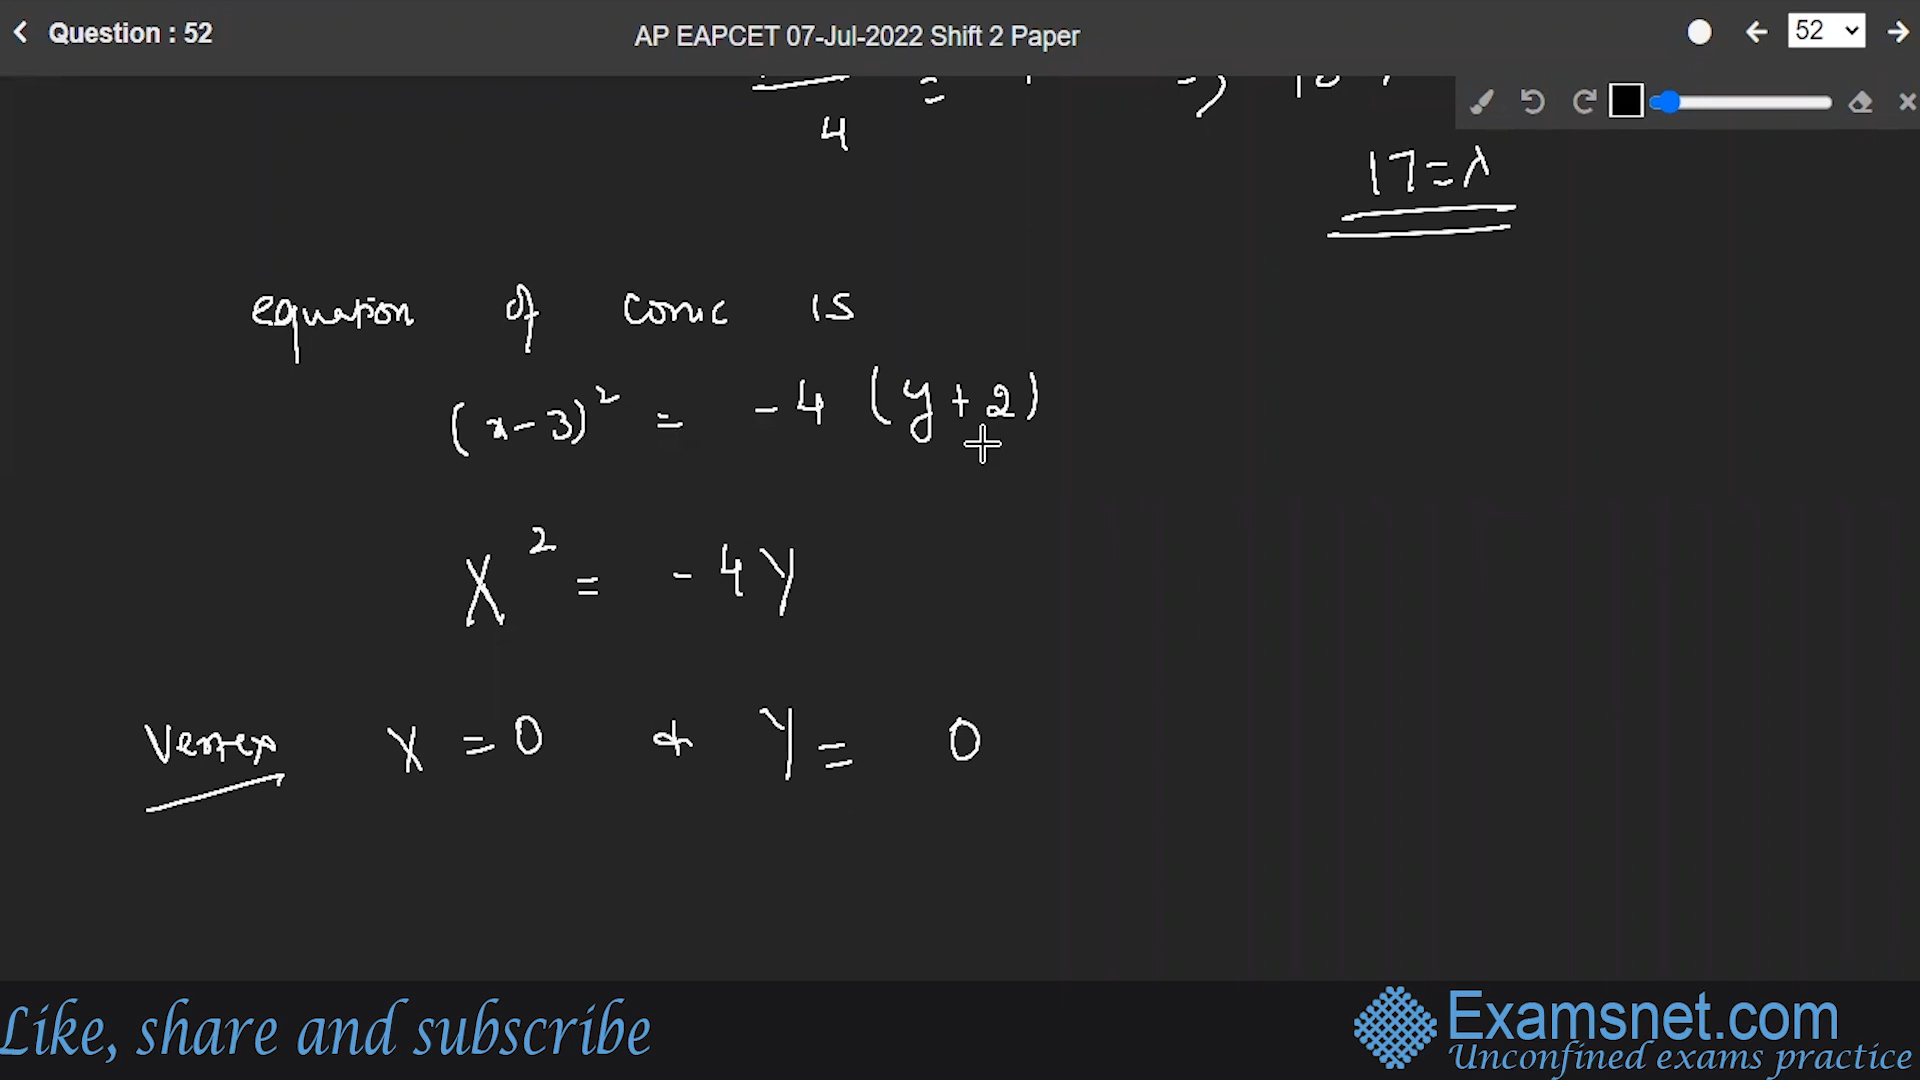 Question : 52
AP EAPCET 07-Jul-2022 Shift 2 Paper
52
4
17=λ
equation of conic is
(x-3)² = -4 (y+2)
X² = -4Y
Vertex X=0 & Y= 0
Like, share and subscribe
Examsnet.com
Unconfined exams practice